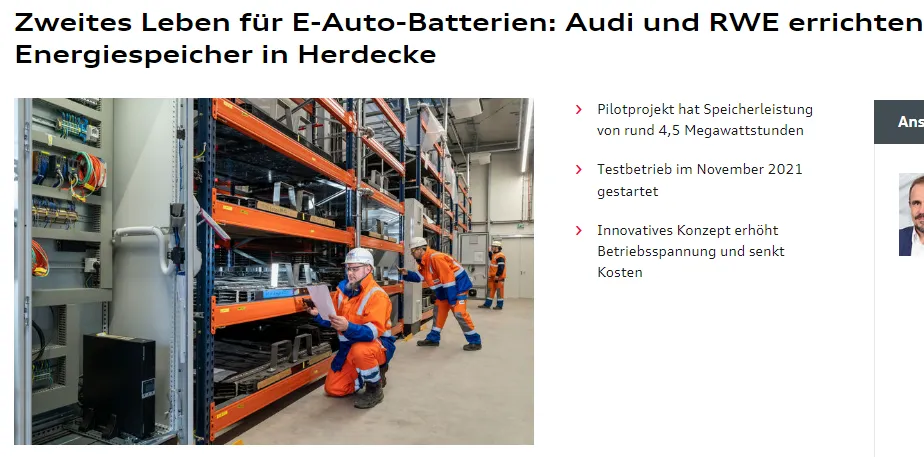 Zweites Leben für E-Auto-Batterien: Audi und RWE errichten
Energiespeicher in Herdecke
Pilotprojekt hat Speicherleistung
von rund 4,5 Megawattstunden
Testbetrieb im November 2021
gestartet
Innovatives Konzept erhöht
Betriebsspannung und senkt
Kosten
Ans